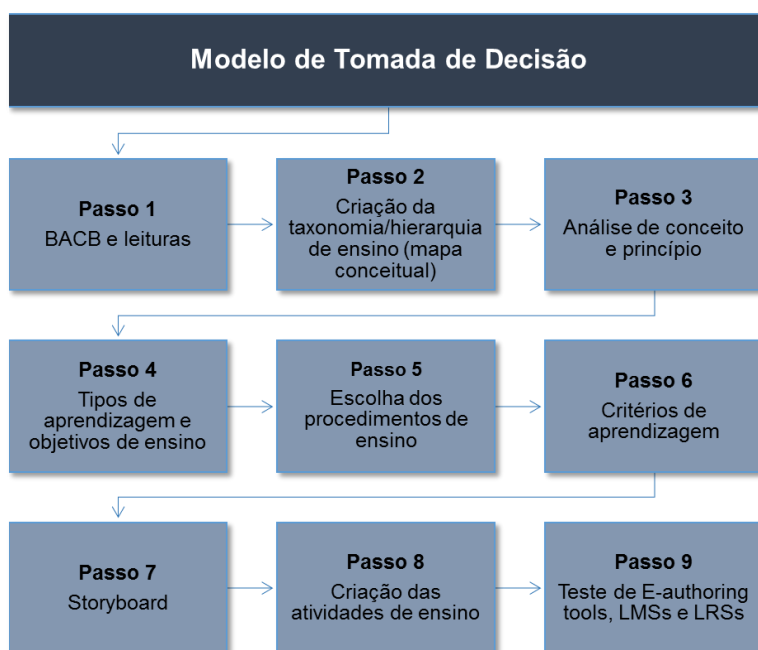 Modelo de Tomada de Decisão
Passo 1
BACB e leituras
Passo 2
Criação da
taxonomia/hierarquia
de ensino (mapa
conceitual)
Passo 3
Análise de conceito
e princípio
Passo 4
Tipos de
aprendizagem e
objetivos de ensino
Passo 5
Escolha dos
procedimentos de
ensino
Passo 6
Critérios de
aprendizagem
Passo 7
Storyboard
Passo 8
Criação das
atividades de ensino
Passo 9
Teste de E-authoring
tools, LMSs e LRSs